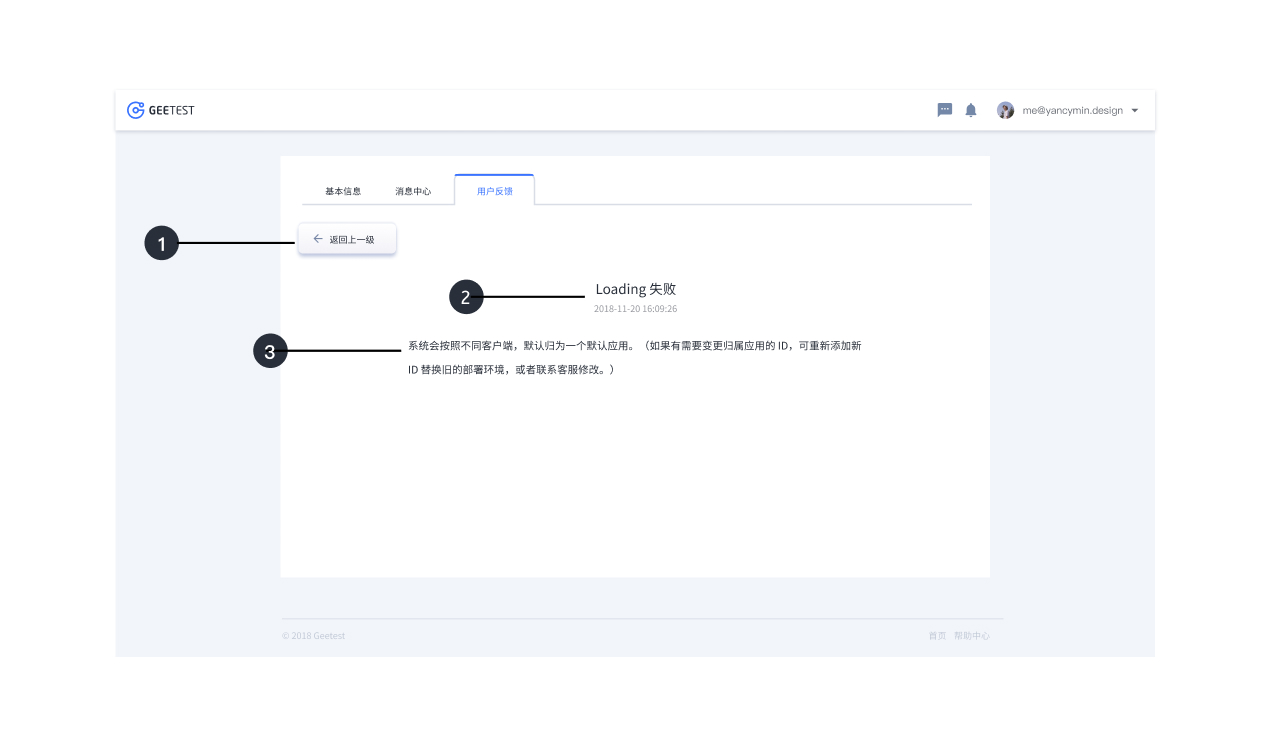 GEETEST
me@yancymin.design
基本信息
消息中心
用户反馈
1
返回上一级
2
Loading 失败
2018-11-20 16:09:26
3
系统会按照不同客户端，默认归为一个默认应用。（如果有需要变更归属应用的 ID，可重新添加新
ID 替换旧的部署环境，或者联系客服修改。）
© 2018 Geetest
首页 帮助中心